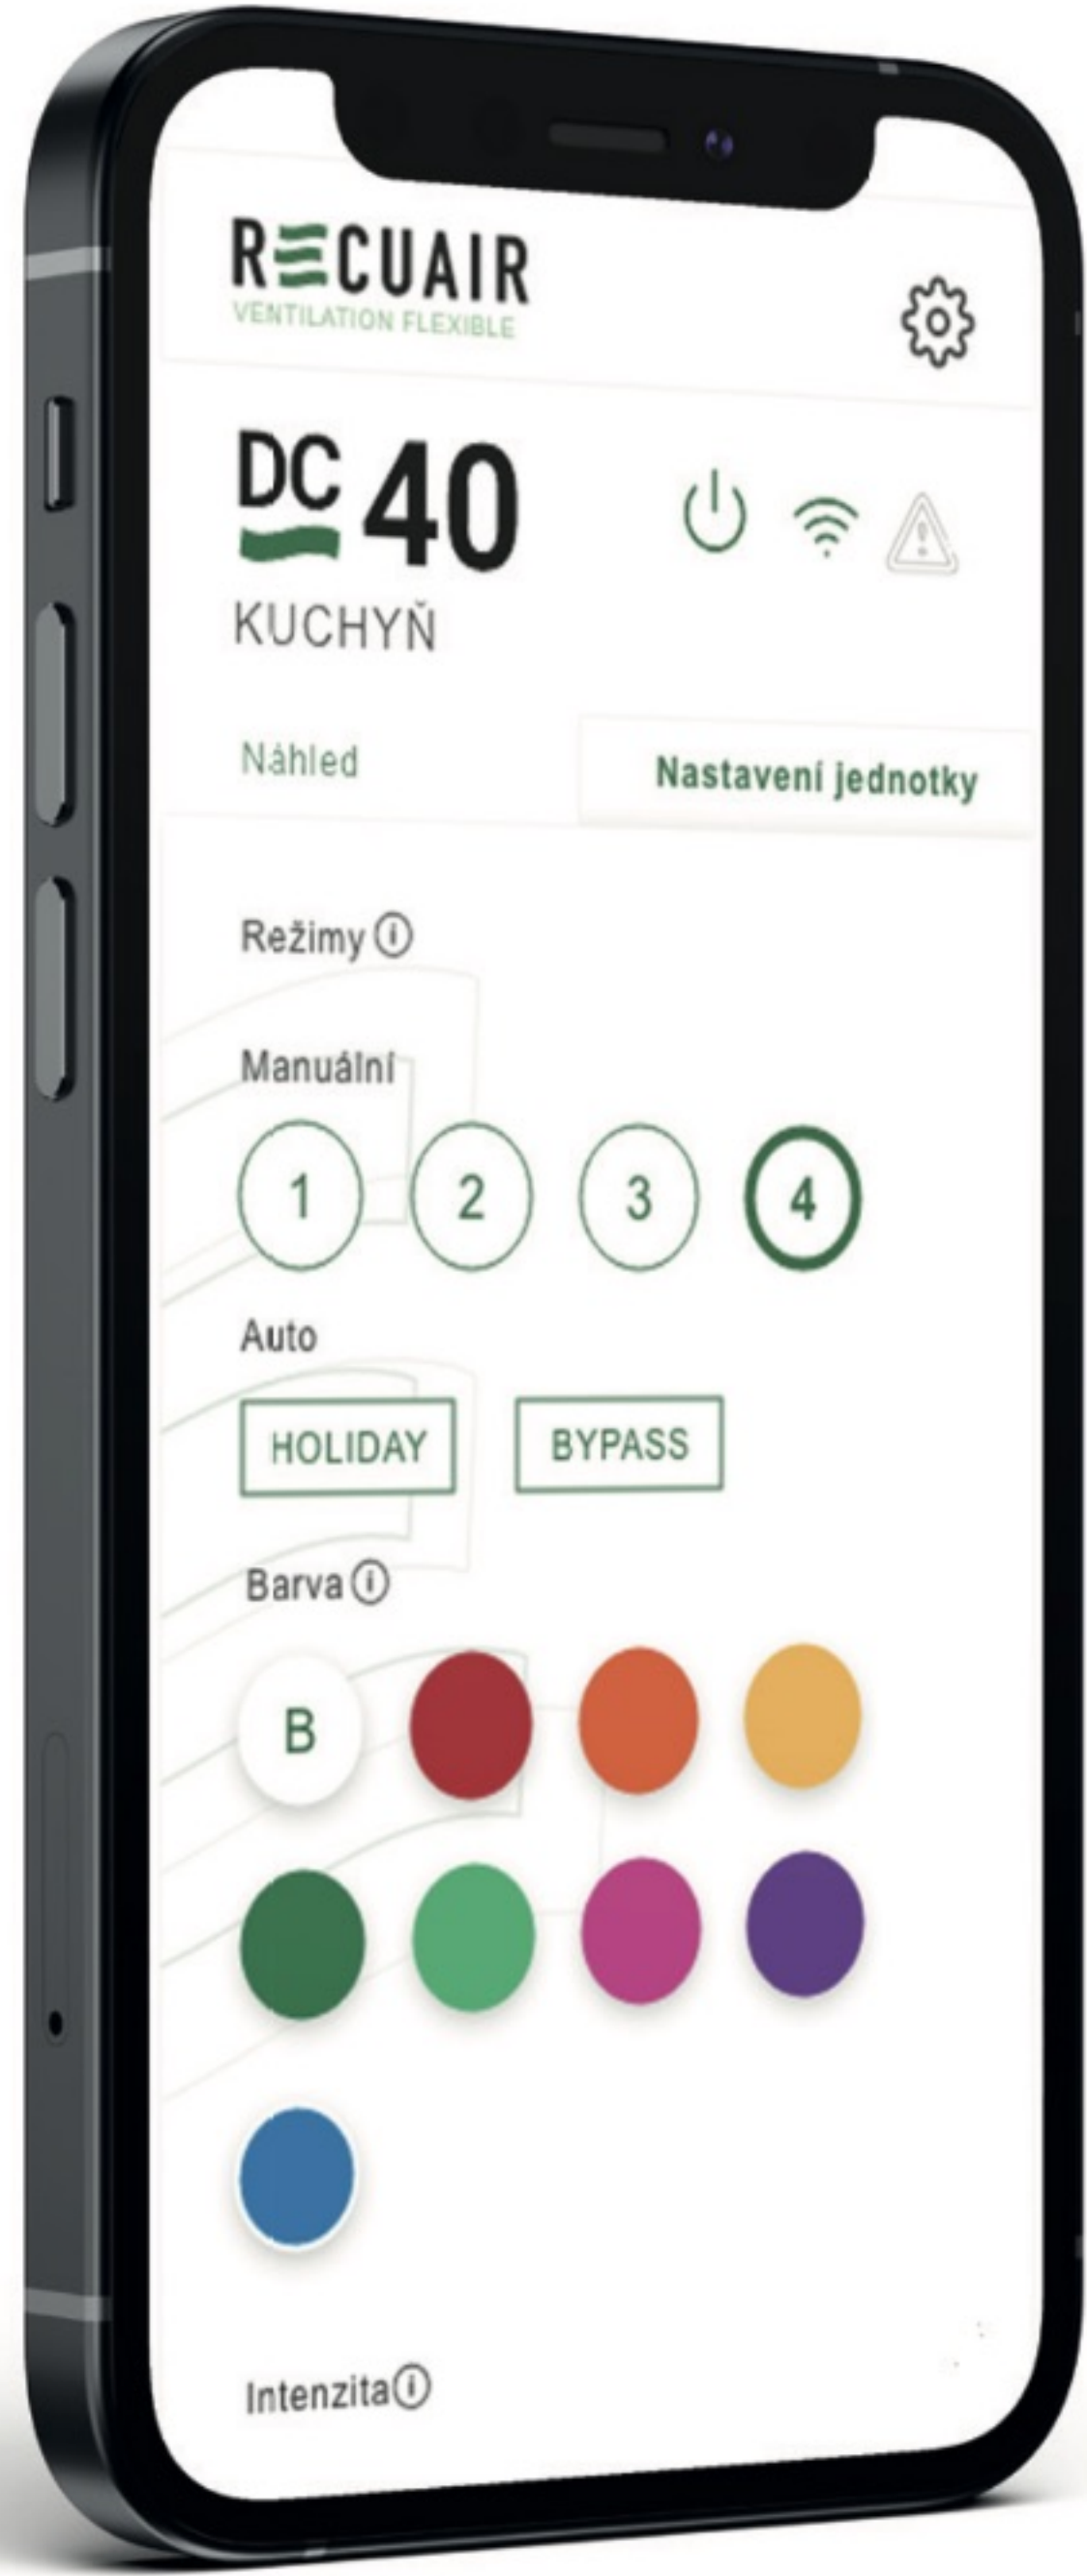 RECUAIR
VENTILATION FLEXIBLE
DC 40
KUCHYŇ
Náhled
Nastavení jednotky
Režimy
Manuální
1 2 3 4
Auto
HOLIDAY BYPASS
Barva
B
Intenzita